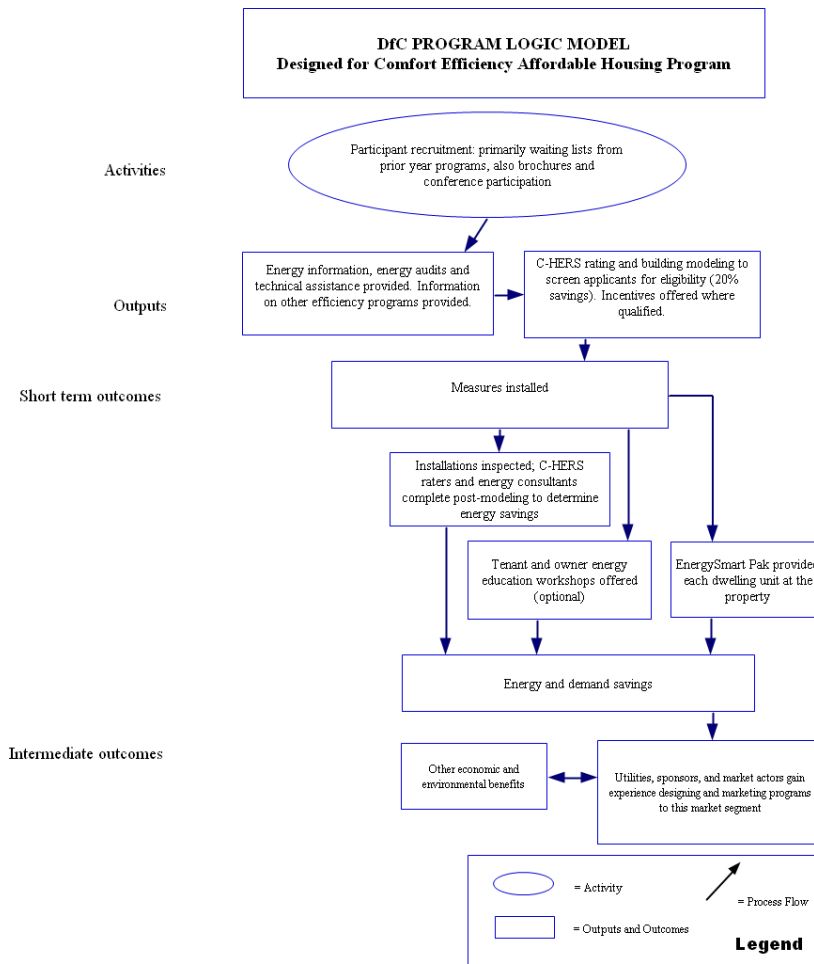 DfC PROGRAM LOGIC MODEL
Designed for Comfort Efficiency Affordable Housing Program
Activities
Participant recruitment: primarily waiting lists from
prior year programs, also brochures and
conference participation
Outputs
Energy information, energy audits and
technical assistance provided. Information
on other efficiency programs provided.
C-HERS rating and building modeling to
screen applicants for eligibility (20%
savings). Incentives offered where
qualified.
Short term outcomes
Measures installed
Installations inspected; C-HERS
raters and energy consultants
complete post-modeling to determine
energy savings
Tenant and owner energy
education workshops offered
(optional)
EnergySmart Pak provided
each dwelling unit at the
property
Energy and demand savings
Intermediate outcomes
Other economic and
environmental benefits
Utilities, sponsors, and market actors gain
experience designing and marketing programs
to this market segment
= Activity
= Process Flow
= Outputs and Outcomes
Legend